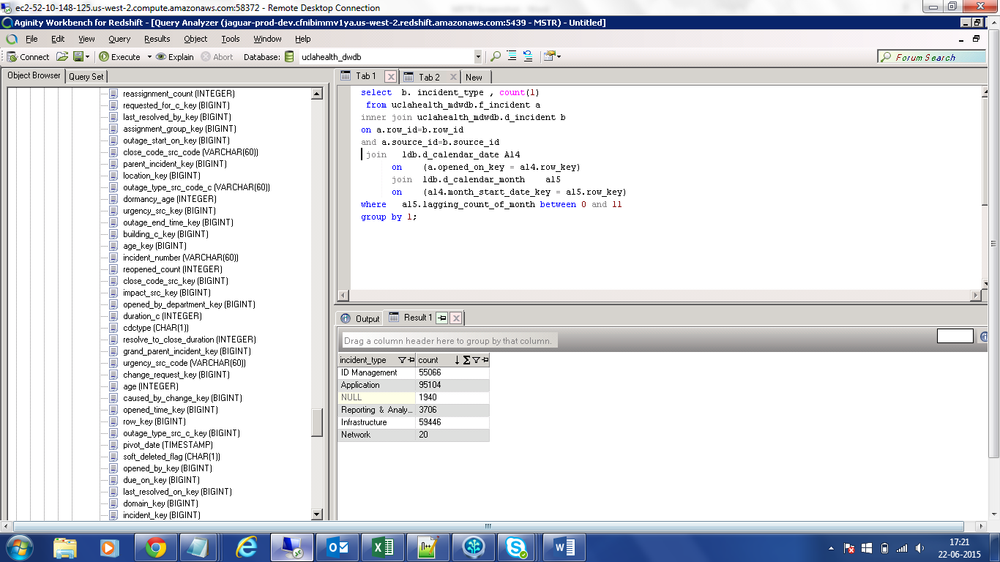 ec2-52-10-148-125.us-west-2.compute.amazonaws.com:58372 - Remote Desktop Connection
Aginity Workbench for Redshift - [Query Analyzer (jaguar-prod-dev.cfnibimmv1ya.us-west-2.redshift.amazonaws.com:5439 - MSTR) - Untitled]
File Edit View Query Results Object Tools Window Help
Connect Execute Explain Abort Database: uclahealth_dwdb Forum Search
Object Browser Query Set
Tab 1 Tab 2 New
reassignment_count (INTEGER)
requested_for_c_key (BIGINT)
last_resolved_by_key (BIGINT)
assignment_group_key (BIGINT)
outage_start_on_key (BIGINT)
close_code_src_code (VARCHAR(60))
parent_incident_key (BIGINT)
location_key (BIGINT)
outage_type_src_code_c (VARCHAR(60))
dormancy_age (INTEGER)
urgency_src_key (BIGINT)
outage_end_time_key (BIGINT)
building_c_key (BIGINT)
age_key (BIGINT)
incident_number (VARCHAR(60))
reopened_count (INTEGER)
close_code_src_key (BIGINT)
impact_src_key (BIGINT)
opened_by_department_key (BIGINT)
duration_c (INTEGER)
cdctype (CHAR(1))
resolve_to_close_duration (INTEGER)
grand_parent_incident_key (BIGINT)
urgency_src_code (VARCHAR(60))
change_request_key (BIGINT)
age (INTEGER)
caused_by_change_key (BIGINT)
opened_time_key (BIGINT)
row_key (BIGINT)
outage_type_src_c_key (BIGINT)
pivot_date (TIMESTAMP)
soft_deleted_flag (CHAR(1))
opened_by_key (BIGINT)
due_on_key (BIGINT)
last_resolved_on_key (BIGINT)
domain_key (BIGINT)
incident_key (BIGINT)
select b. incident_type , count(1)
from uclahealth_mdwdb.f_incident a
inner join uclahealth_mdwdb.d_incident b
on a.row_id=b.row_id
and a.source_id=b.source_id
join ldb.d_calendar_date Al4
on (a.opened_on_key = al4.row_key)
join ldb.d_calendar_month al5
on (al4.month_start_date_key = al5.row_key)
where al5.lagging_count_of_month between 0 and 11
group by 1;
Output Result 1
Drag a column header here to group by that column.
incident_type count
ID Management 55066
Application 95104
NULL 1940
Reporting & Analy... 3706
Infrastructure 59446
Network 20
17:21
22-06-2015